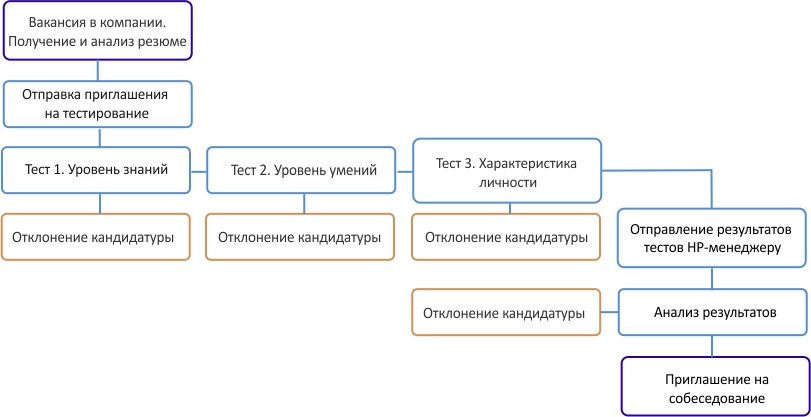 Вакансия в компании.
Получение и анализ резюме
Отправка приглашения
на тестирование
Тест 1. Уровень знаний
Тест 2. Уровень умений
Тест 3. Характеристика
личности
Отклонение кандидатуры
Отклонение кандидатуры
Отклонение кандидатуры
Отправление результатов
тестов HP-менеджеру
Отклонение кандидатуры
Анализ результатов
Приглашение на
собеседование